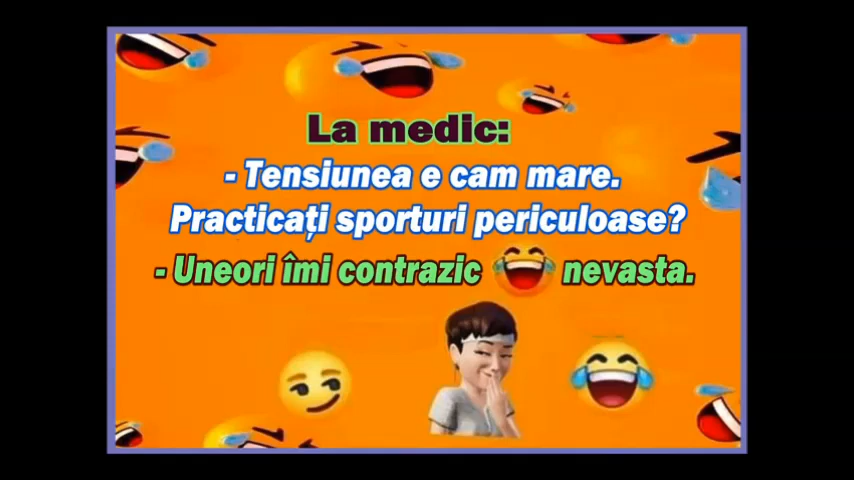 La medic:
- Tensiunea e cam mare.
Practicați sporturi periculoase?
- Uneori îmi contrazic nevasta.